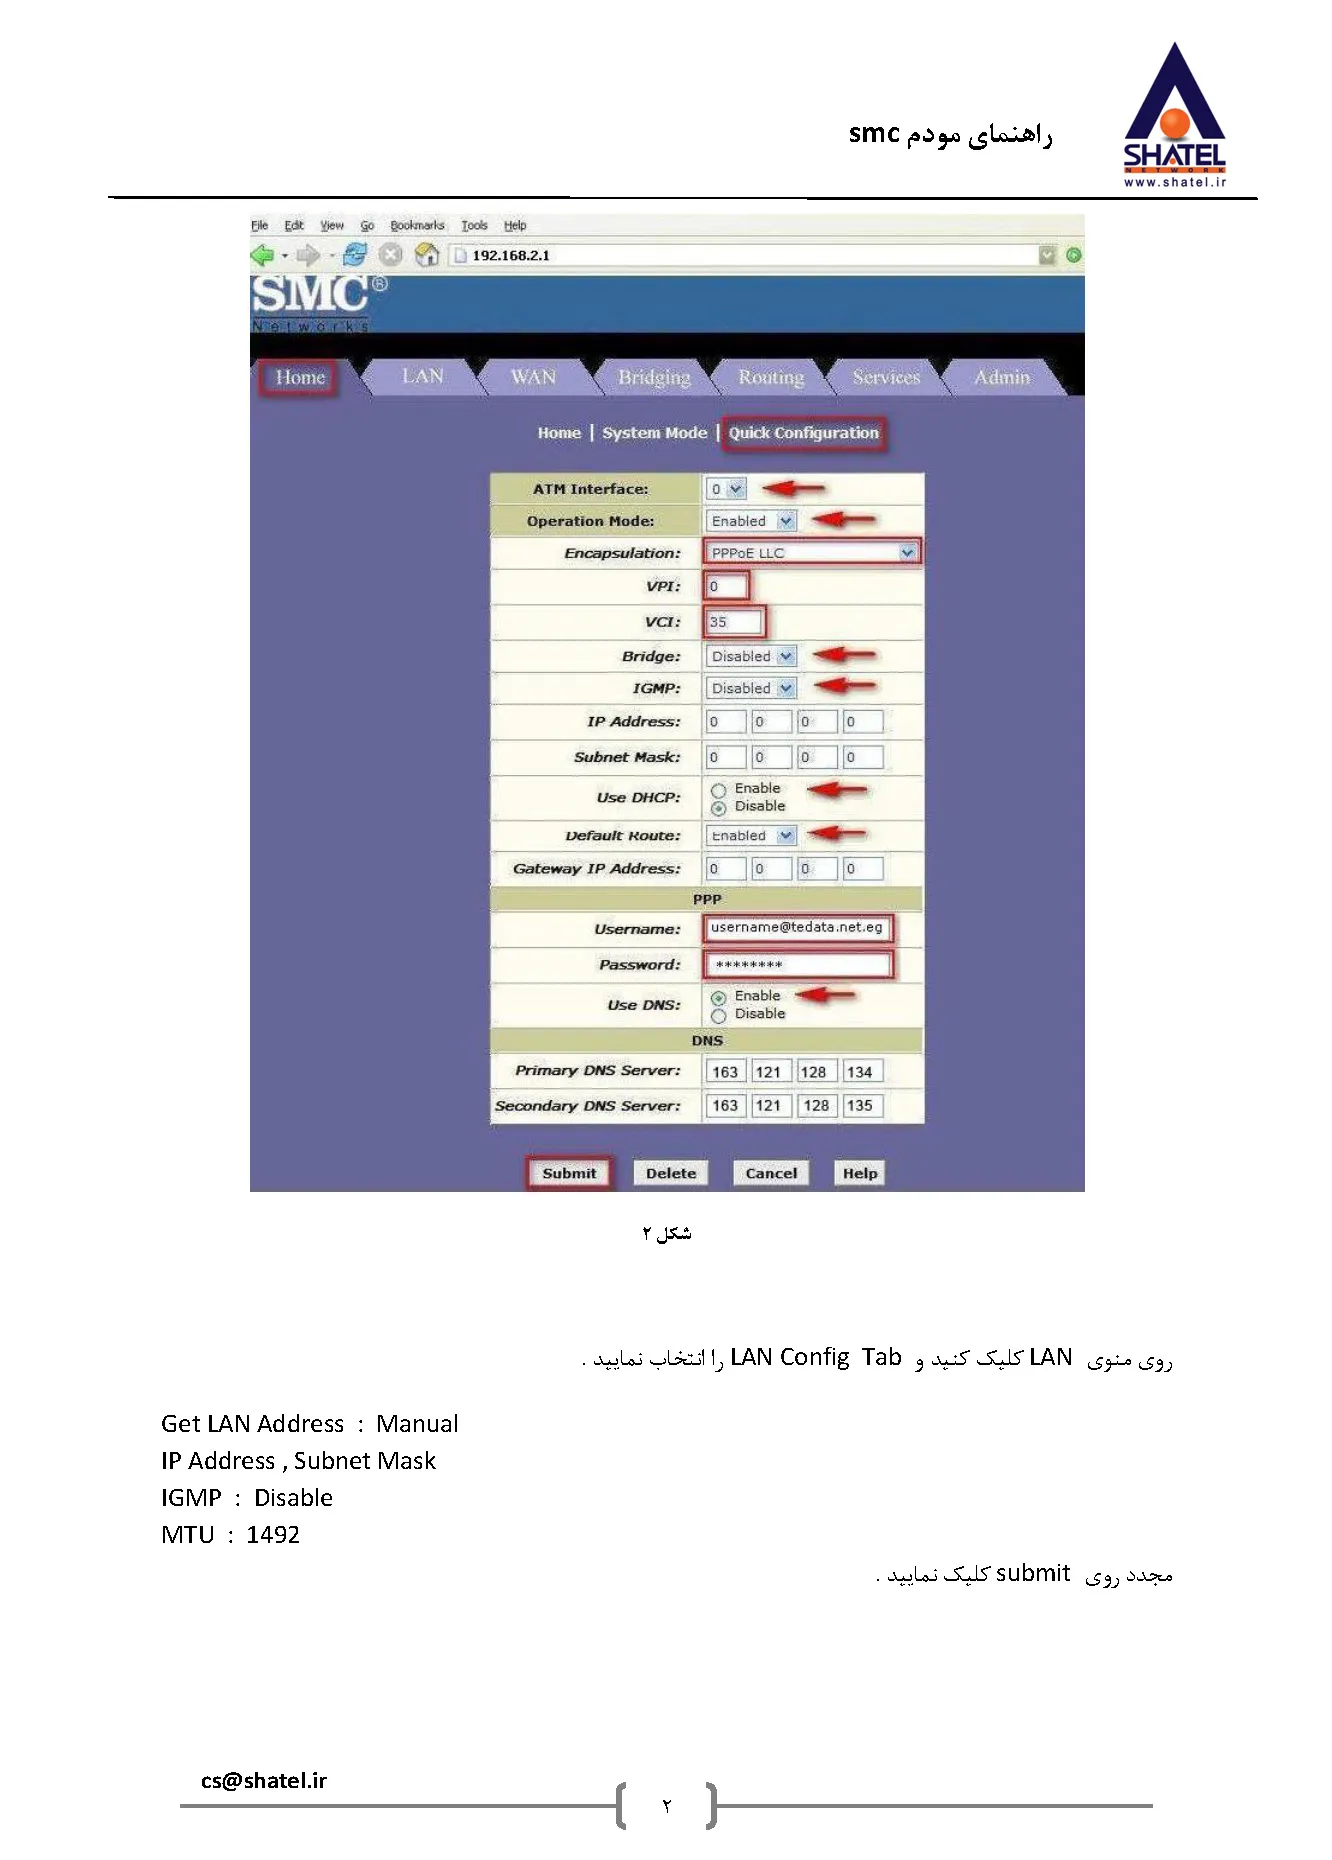 راهنمای مودم smc
SHATEL
NETWORK
www.shatel.ir
File Edit View Go Bookmarks Tools Help
192.168.2.1
SMC®
Networks
Home LAN WAN Bridging Routing Services Admin
Home | System Mode | Quick Configuration
ATM Interface: 0
Operation Mode: Enabled
Encapsulation: PPPoE LLC
VPI: 0
VCI: 35
Bridge: Disabled
IGMP: Disabled
IP Address: 0 0 0 0
Subnet Mask: 0 0 0 0
Use DHCP: Enable
Disable
Default Route: Enabled
Gateway IP Address: 0 0 0 0
PPP
Username: username@tedata.net.eg
Password: ********
Use DNS: Enable
Disable
DNS
Primary DNS Server: 163 121 128 134
Secondary DNS Server: 163 121 128 135
Submit Delete Cancel Help
شکل ۲
روی منوی LAN کلیک کنید و LAN Config Tab را انتخاب نمایید .
Get LAN Address : Manual
IP Address , Subnet Mask
IGMP : Disable
MTU : 1492
مجدد روی submit کلیک نمایید .
cs@shatel.ir
۲